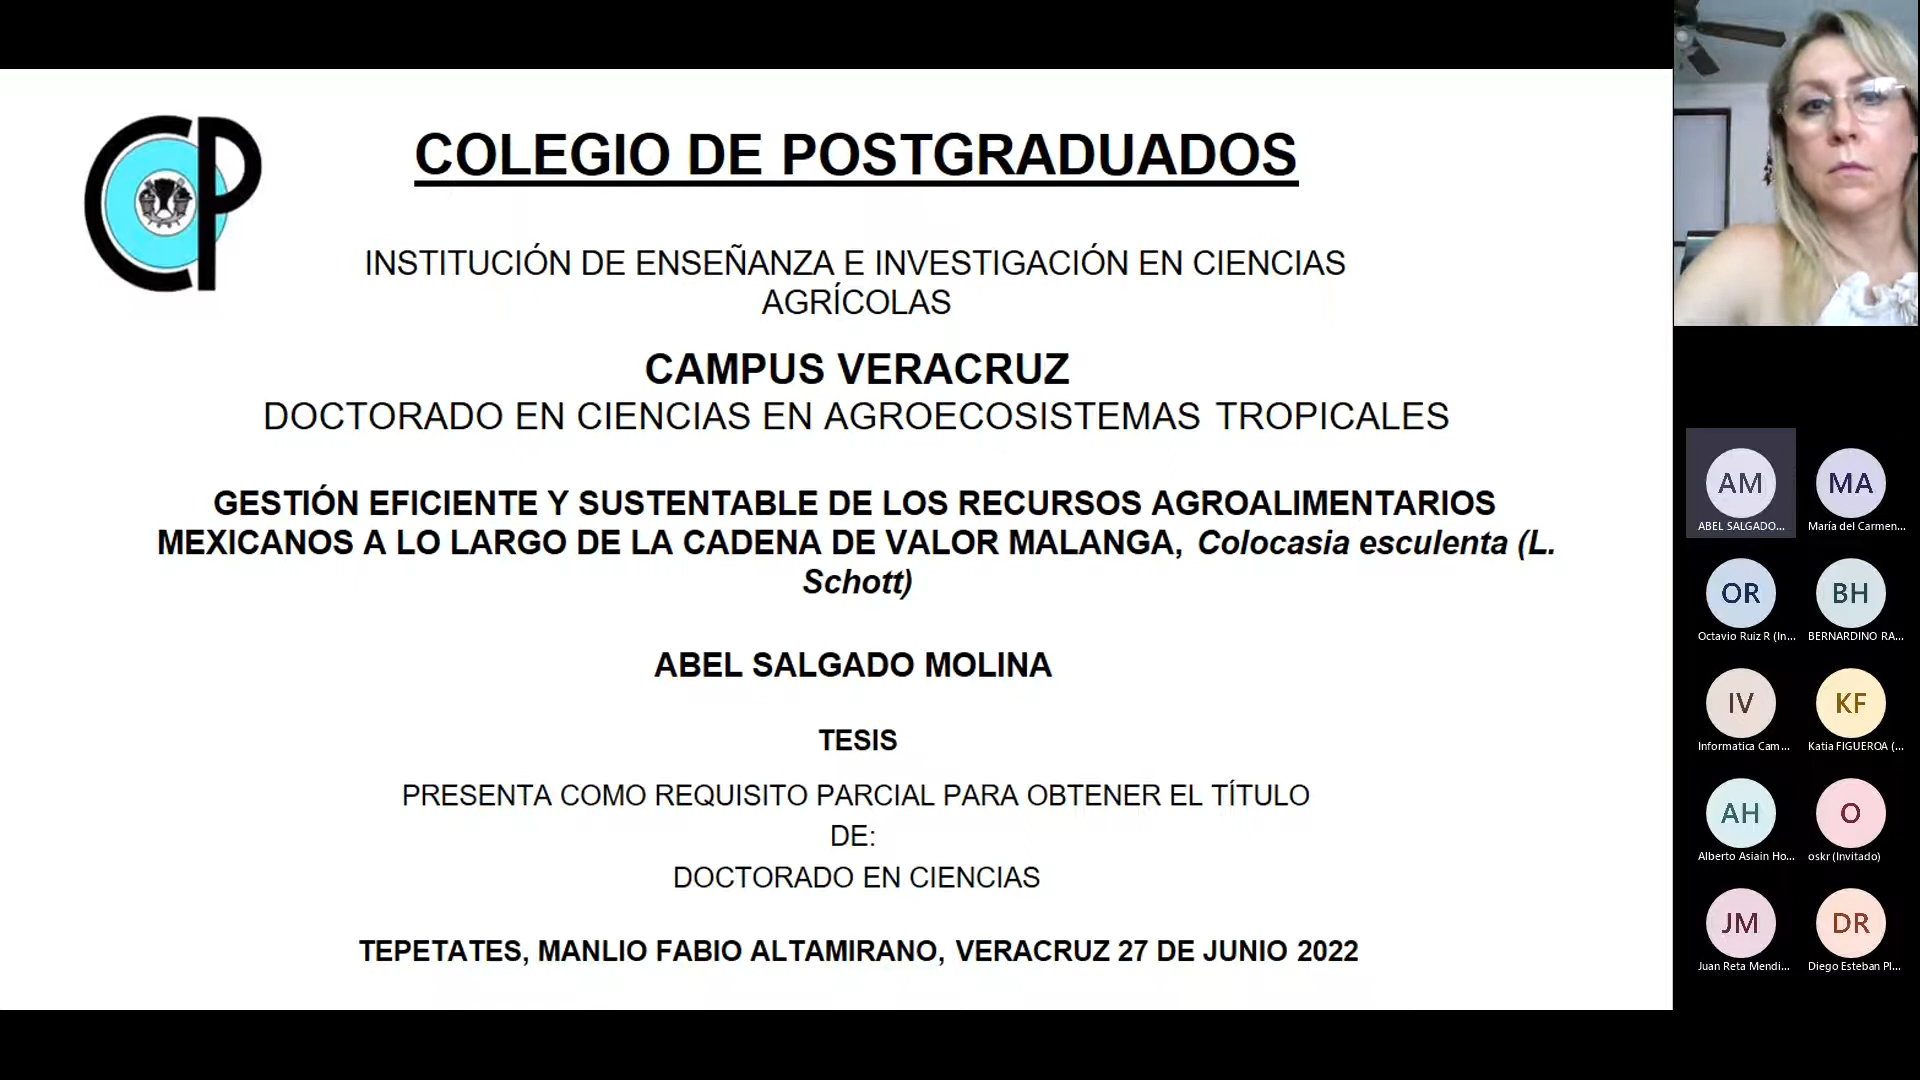 CP
COLEGIO DE POSTGRADUADOS
INSTITUCIÓN DE ENSEÑANZA E INVESTIGACIÓN EN CIENCIAS
AGRÍCOLAS
CAMPUS VERACRUZ
DOCTORADO EN CIENCIAS EN AGROECOSISTEMAS TROPICALES
GESTIÓN EFICIENTE Y SUSTENTABLE DE LOS RECURSOS AGROALIMENTARIOS
MEXICANOS A LO LARGO DE LA CADENA DE VALOR MALANGA, Colocasia esculenta (L.
Schott)
ABEL SALGADO MOLINA
TESIS
PRESENTA COMO REQUISITO PARCIAL PARA OBTENER EL TÍTULO
DE:
DOCTORADO EN CIENCIAS
TEPETATES, MANLIO FABIO ALTAMIRANO, VERACRUZ 27 DE JUNIO 2022
AM MA
ABEL SALGADO... María del Carmen...
OR BH
Octavio Ruiz R (In... BERNARDINO RA...
IV KF
Informatica Cam... Katia FIGUEROA (...
AH O
Alberto Asiain Ho... oskr (Invitado)
JM DR
Juan Reta Mendi... Diego Esteban Pl...